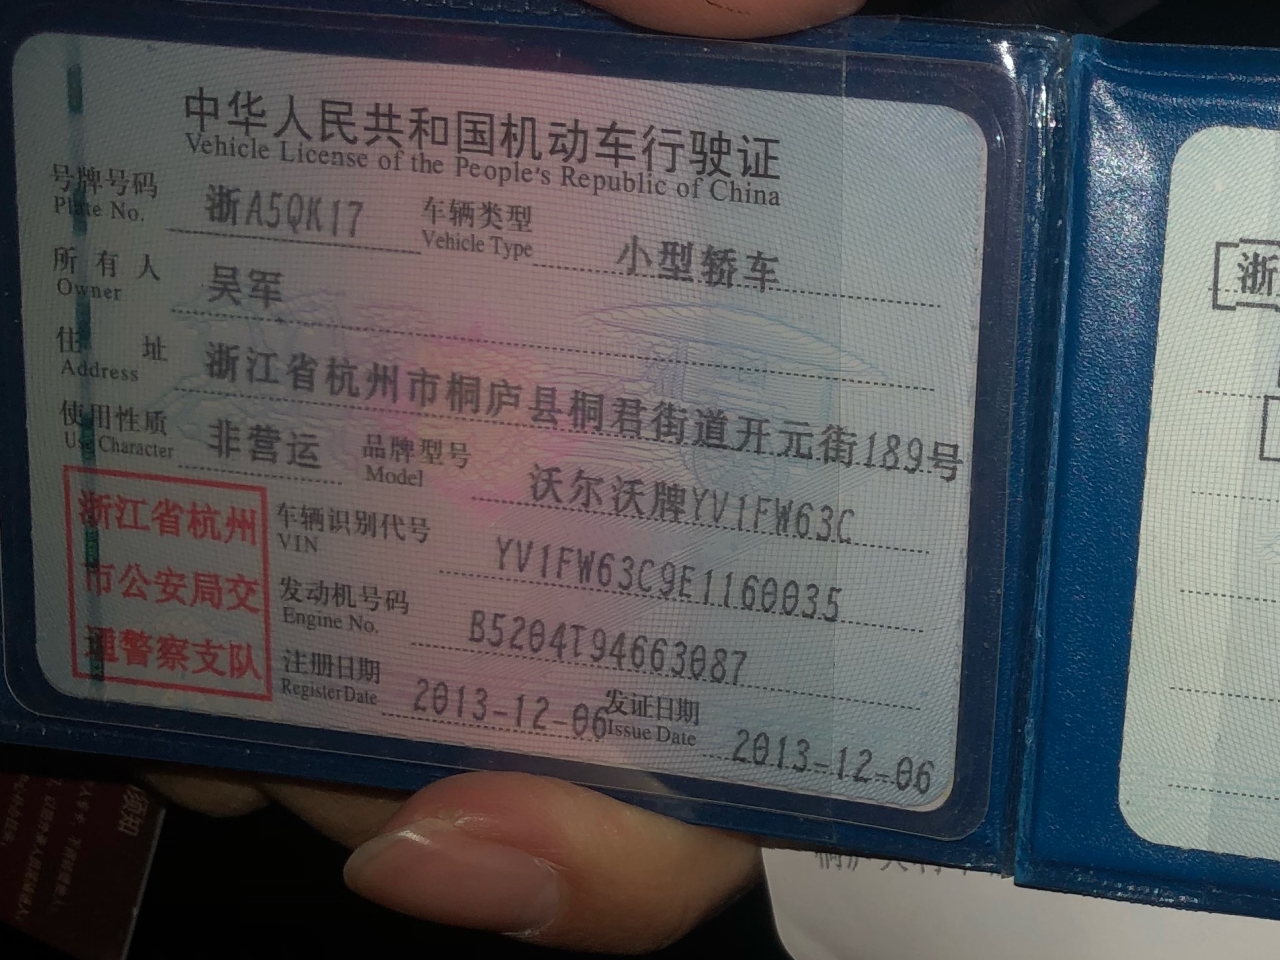 中华人民共和国机动车行驶证
Vehicle License of the People's Republic of China
号牌号码 浙A5QK17 车辆类型 小型轿车
Plate No. Vehicle Type
所有人 吴军
Owner
住址 浙江省杭州市桐庐县桐君街道开元街189号
Address
使用性质 非营运 品牌型号 沃尔沃牌YV1FW63C
Use Character Model
浙江省杭州
市公安局交
通警察支队
车辆识别代号 YV1FW63C9E1160035
VIN
发动机号码 B5204T94663087
Engine No.
注册日期 2013-12-06 发证日期 2013-12-06
Register Date Issue Date
浙
须知